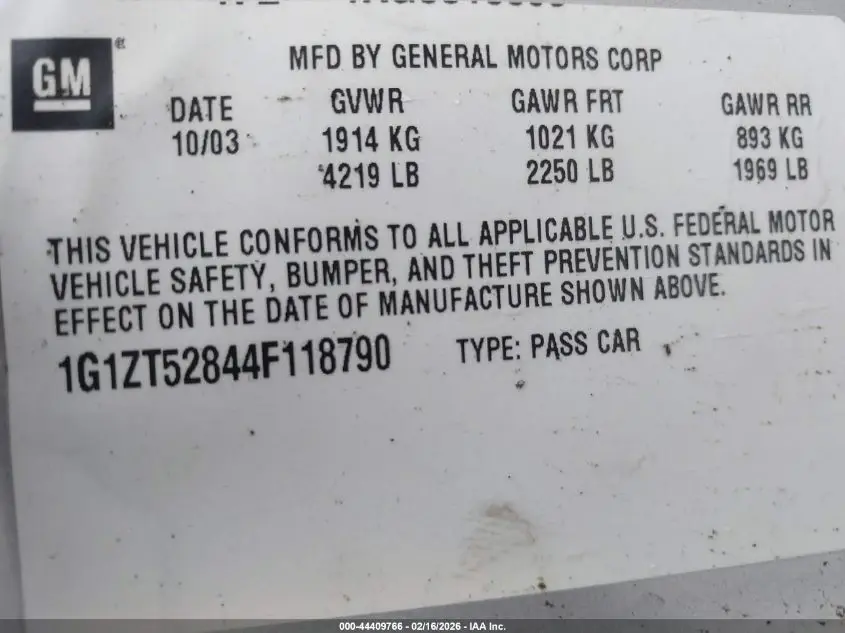 GM
MFD BY GENERAL MOTORS CORP
DATE GVWR GAWR FRT GAWR RR
10/03 1914 KG 1021 KG 893 KG
4219 LB 2250 LB 1969 LB
THIS VEHICLE CONFORMS TO ALL APPLICABLE U.S. FEDERAL MOTOR
VEHICLE SAFETY, BUMPER, AND THEFT PREVENTION STANDARDS IN
EFFECT ON THE DATE OF MANUFACTURE SHOWN ABOVE.
1G1ZT52844F118790 TYPE: PASS CAR
000-44409766 - 02/16/2026 - IAA Inc.